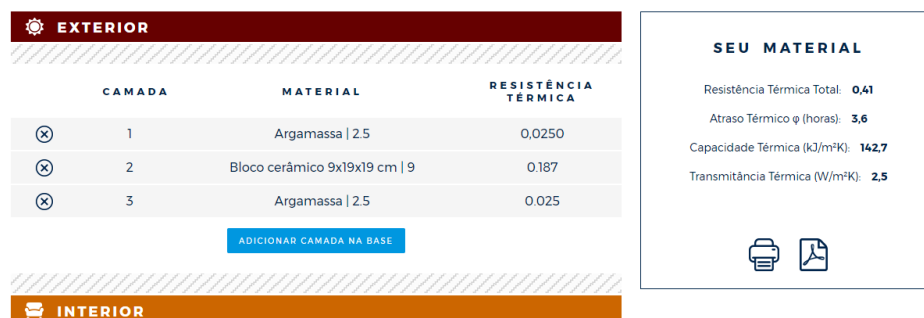 EXTERIOR
CAMADA MATERIAL RESISTÊNCIA TÉRMICA
1 Argamassa | 2.5 0,0250
2 Bloco cerâmico 9x19x19 cm | 9 0.187
3 Argamassa | 2.5 0.025
ADICIONAR CAMADA NA BASE
INTERIOR
SEU MATERIAL
Resistência Térmica Total: 0,41
Atraso Térmico φ (horas): 3,6
Capacidade Térmica (kJ/m²K): 142,7
Transmitância Térmica (W/m²K): 2,5